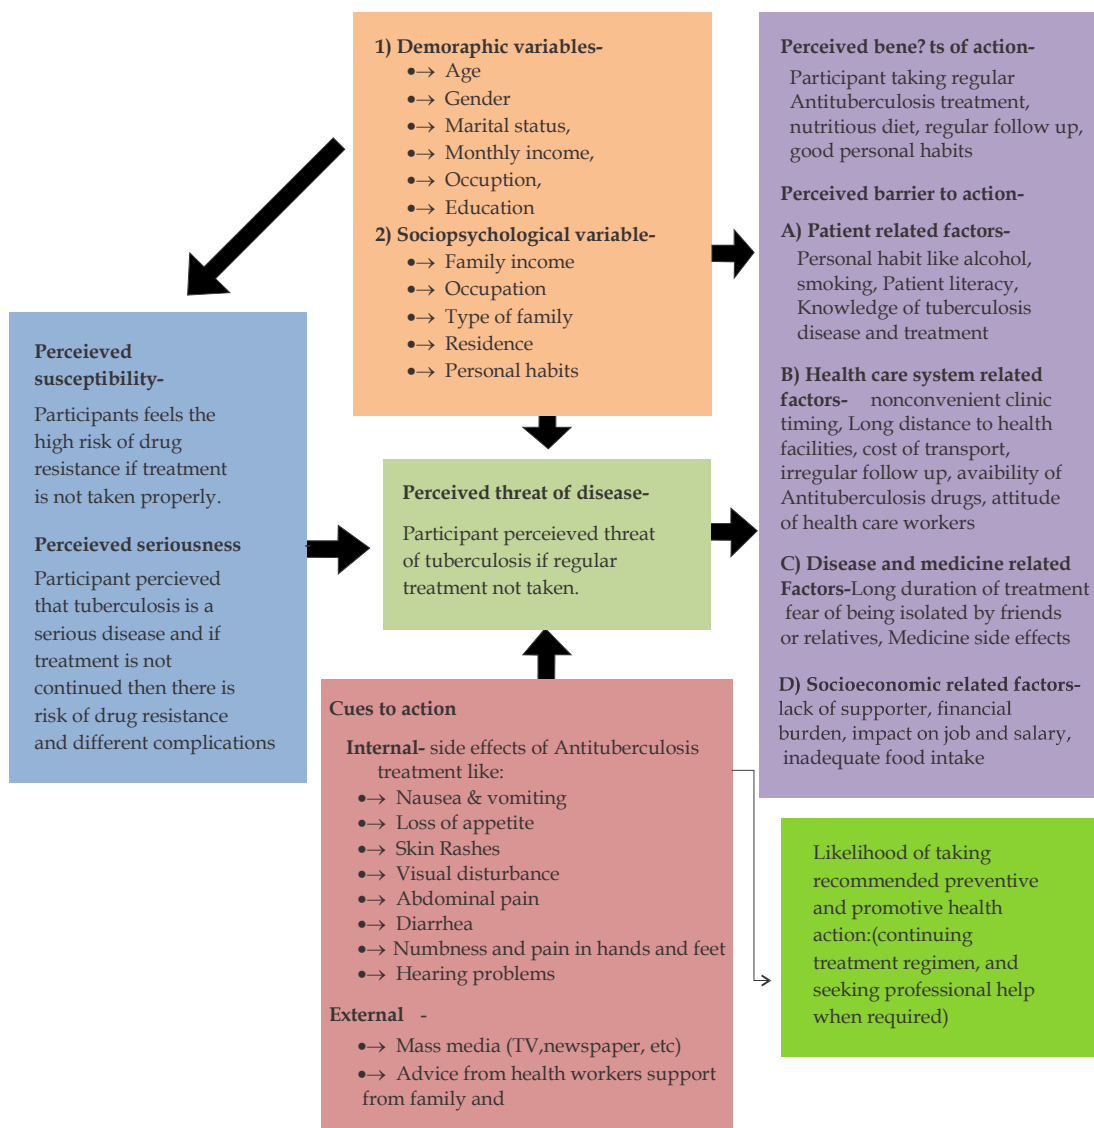 1) Demoraphic variables-
•→ Age
•→ Gender
•→ Marital status,
•→ Monthly income,
•→ Occuption,
•→ Education
2) Sociopsychological variable-
•→ Family income
•→ Occupation
•→ Type of family
•→ Residence
•→ Personal habits
Perceieved
susceptibility-
Participants feels the
high risk of drug
resistance if treatment
is not taken properly.
Perceieved seriousness
Participant percieved
that tuberculosis is a
serious disease and if
treatment is not
continued then there is
risk of drug resistance
and different complications
Perceived threat of disease-
Participant perceieved threat
of tuberculosis if regular
treatment not taken.
Cues to action
Internal- side effects of Antituberculosis
treatment like:
•→ Nausea & vomiting
•→ Loss of appetite
•→ Skin Rashes
•→ Visual disturbance
•→ Abdominal pain
•→ Diarrhea
•→ Numbness and pain in hands and feet
•→ Hearing problems
External -
•→ Mass media (TV,newspaper, etc)
•→ Advice from health workers support
from family and
Perceived bene? ts of action-
Participant taking regular
Antituberculosis treatment,
nutritious diet, regular follow up,
good personal habits
Perceived barrier to action-
A) Patient related factors-
Personal habit like alcohol,
smoking, Patient literacy,
Knowledge of tuberculosis
disease and treatment
B) Health care system related
factors- nonconvenient clinic
timing, Long distance to health
facilities, cost of transport,
irregular follow up, avaibility of
Antituberculosis drugs, attitude
of health care workers
C) Disease and medicine related
Factors-Long duration of treatment
fear of being isolated by friends
or relatives, Medicine side effects
D) Socioeconomic related factors-
lack of supporter, financial
burden, impact on job and salary,
inadequate food intake
Likelihood of taking
recommended preventive
and promotive health
action:(continuing
treatment regimen, and
seeking professional help
when required)